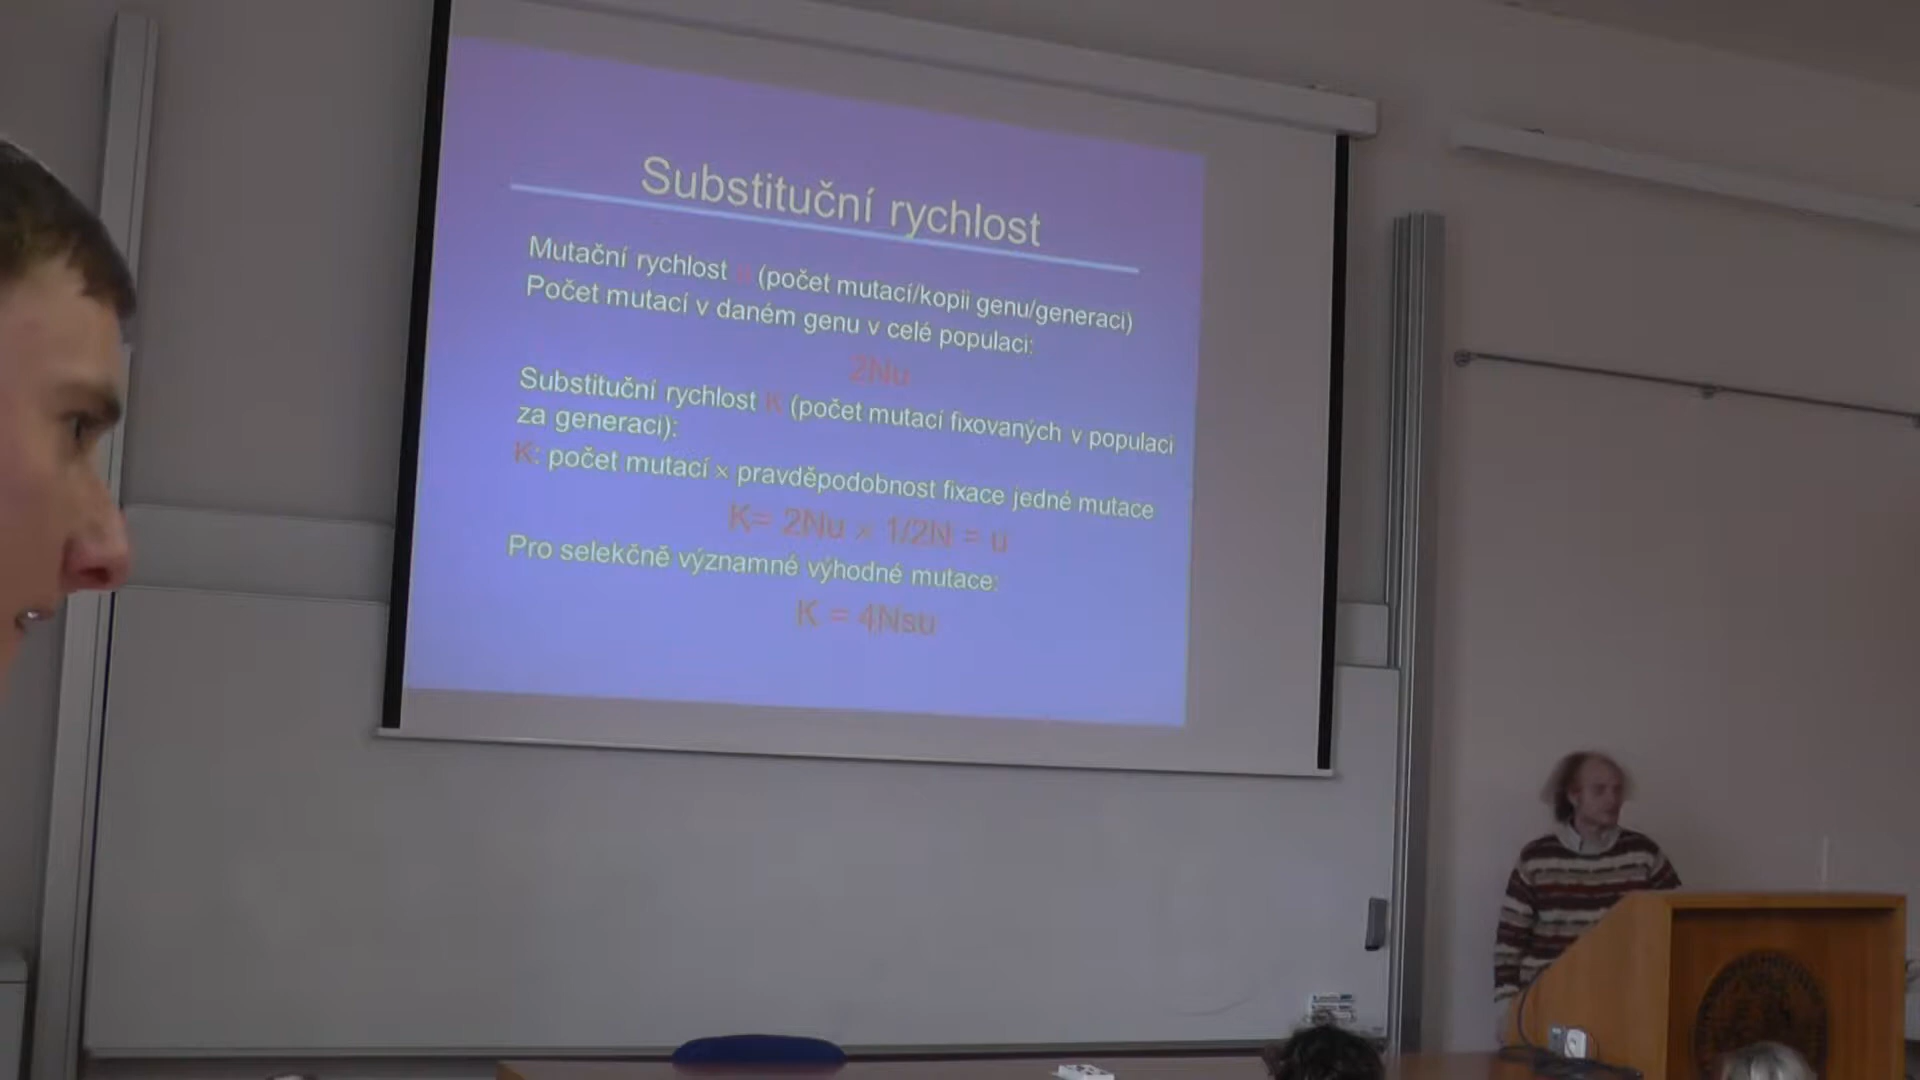 Substituční rychlost
Mutační rychlost u (počet mutací/kopii genu/generaci)
Počet mutací v daném genu v celé populaci:
2Nu
Substituční rychlost K (počet mutací fixovaných v populaci
za generaci):
K: počet mutací × pravděpodobnost fixace jedné mutace
K= 2Nu × 1/2N = u
Pro selekčně významné výhodné mutace:
K = 4Nsu